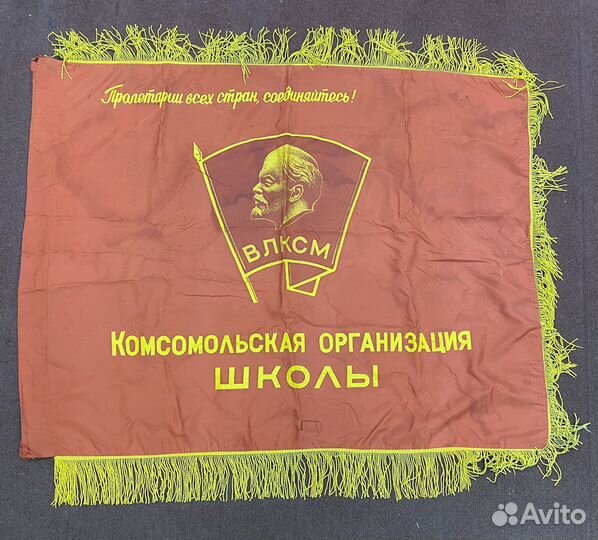 Пролетарии всех стран, соединяйтесь!
ВЛКСМ
Комсомольская организация
школы
Avito